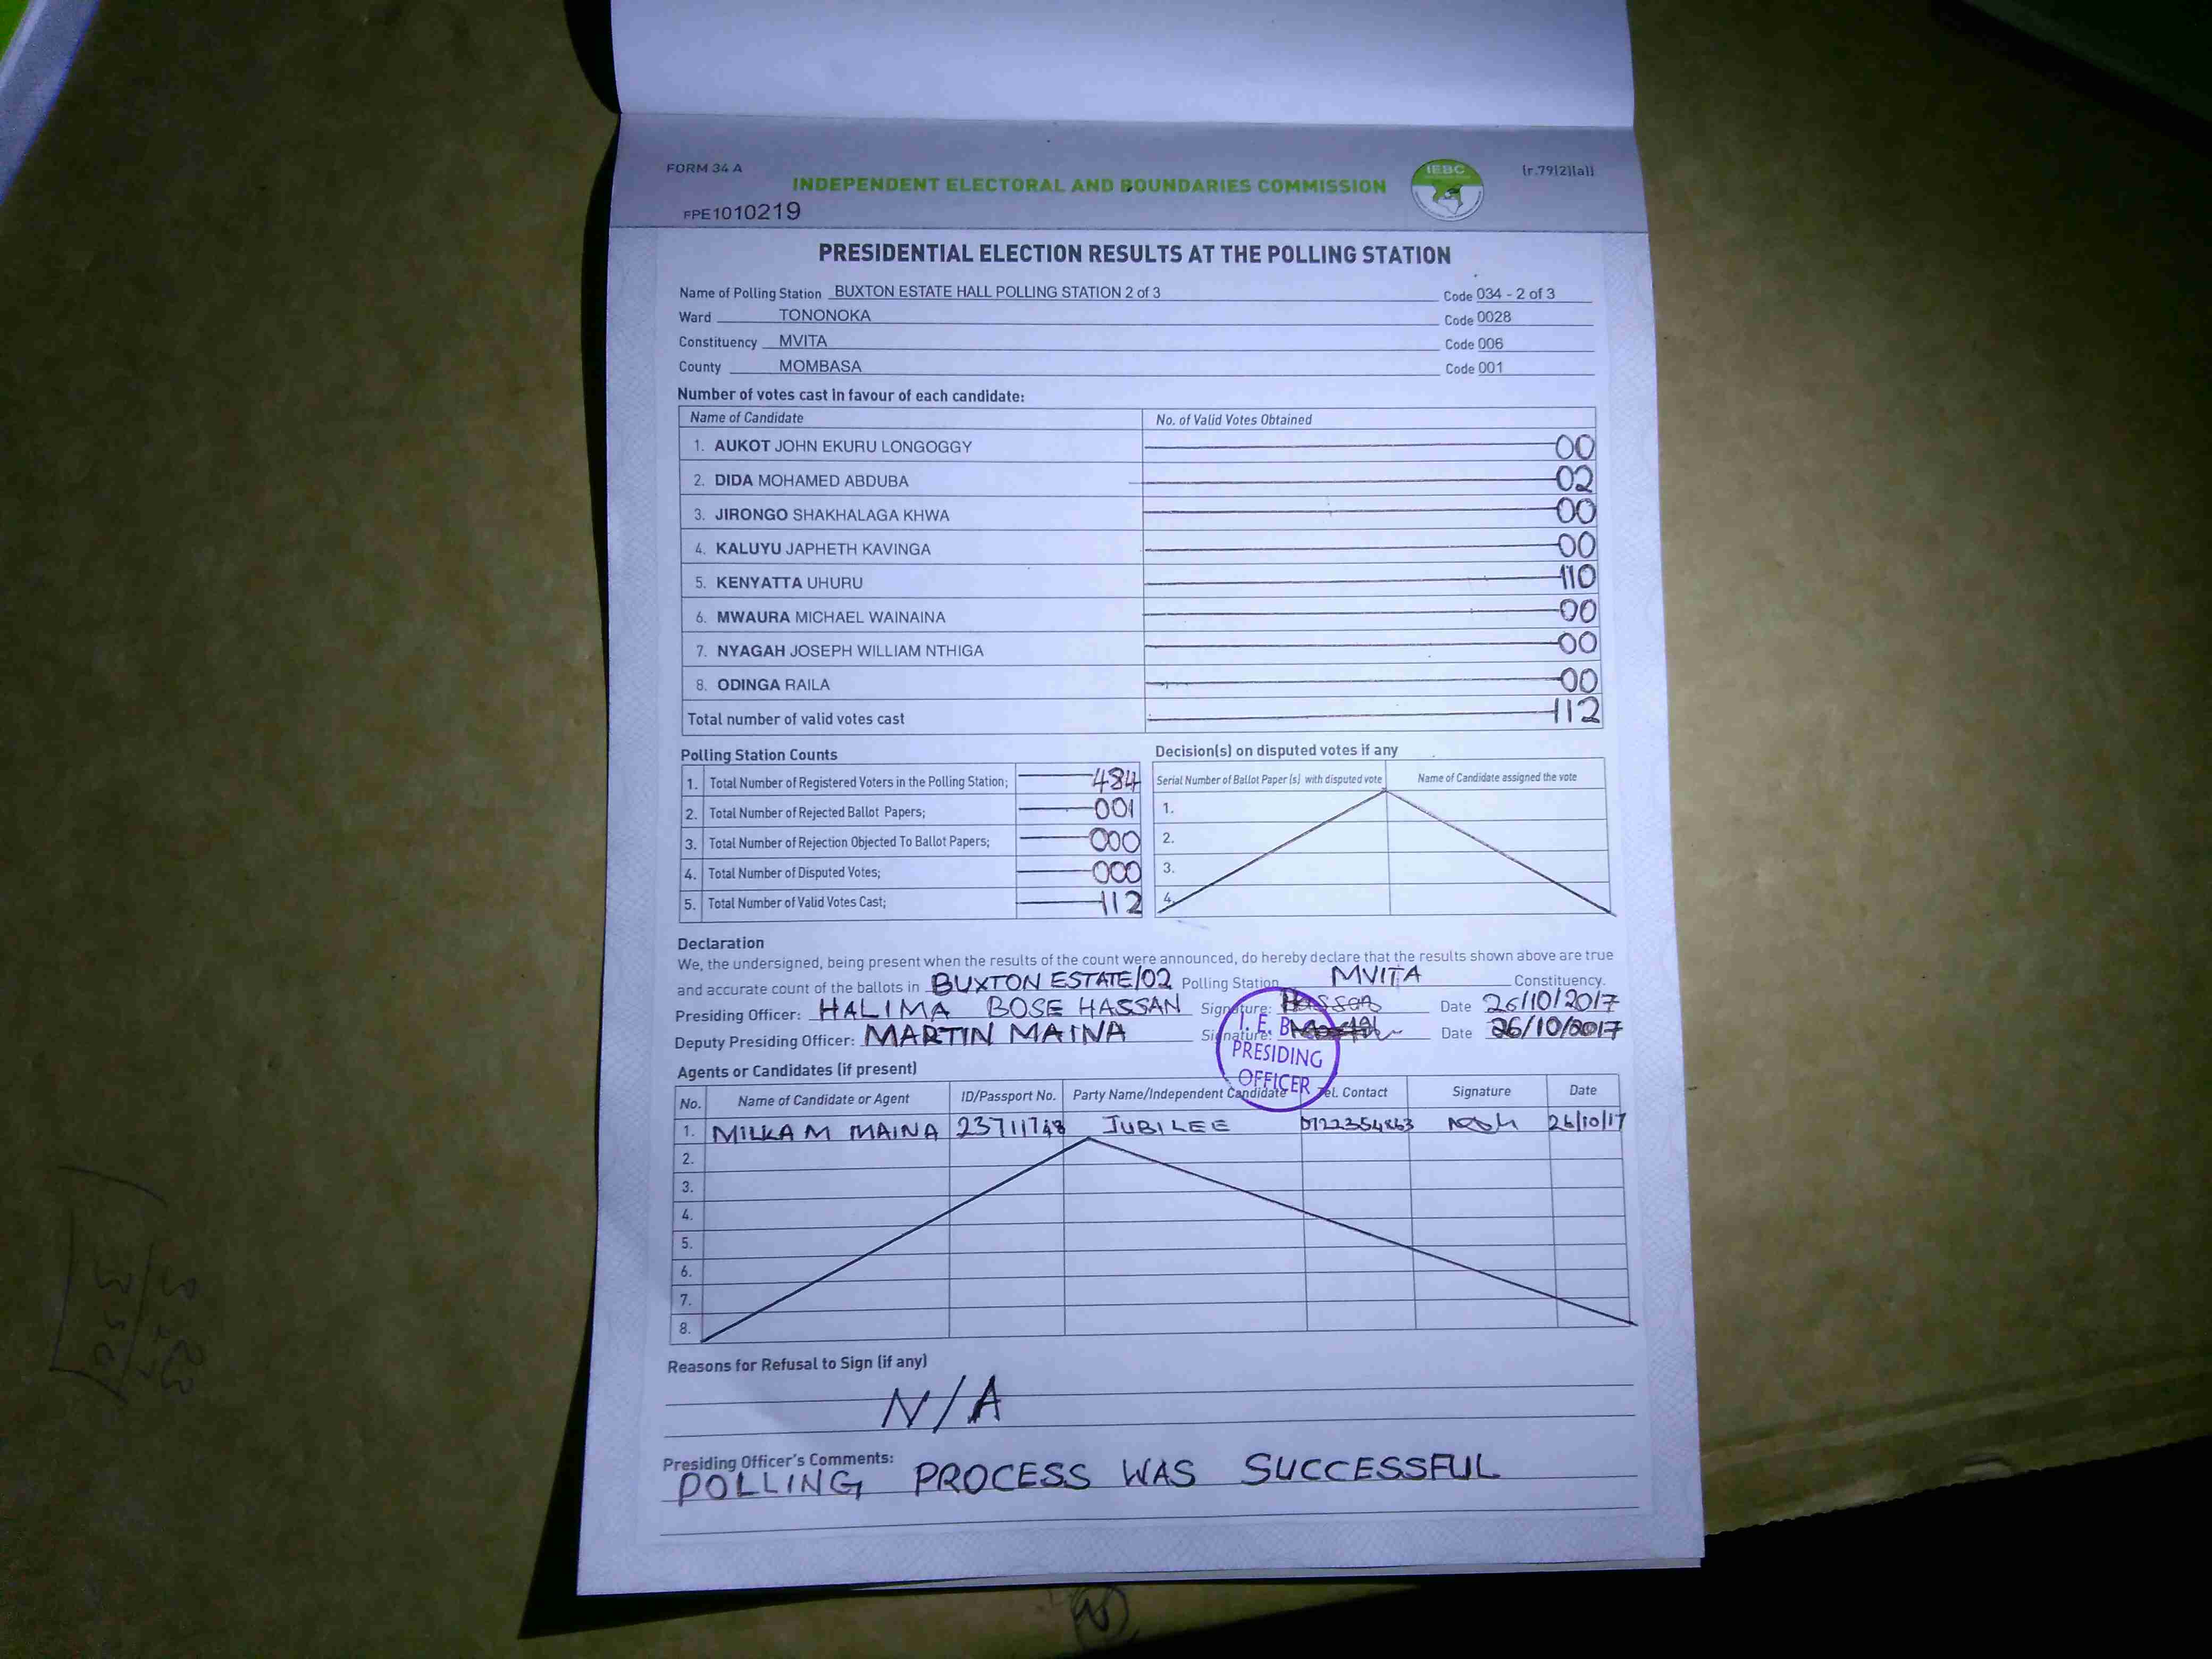 FORM 34 A
IEBC
(r.79(2)(a))
INDEPENDENT ELECTORAL AND BOUNDARIES COMMISSION
FPE1010219
PRESIDENTIAL ELECTION RESULTS AT THE POLLING STATION
Name of Polling Station BUXTON ESTATE HALL POLLING STATION 2 of 3 Code 034 - 2 of 3
Ward TONONOKA Code 0028
Constituency MVITA Code 006
County MOMBASA Code 001
Number of votes cast in favour of each candidate:
Name of Candidate No. of Valid Votes Obtained
1. AUKOT JOHN EKURU LONGOGGY 00
2. DIDA MOHAMED ABDUBA 02
3. JIRONGO SHAKHALAGA KHWA 00
4. KALUYU JAPHETH KAVINGA 00
5. KENYATTA UHURU 110
6. MWAURA MICHAEL WAINAINA 00
7. NYAGAH JOSEPH WILLIAM NTHIGA 00
8. ODINGA RAILA 00
Total number of valid votes cast 112
Polling Station Counts
1. Total Number of Registered Voters in the Polling Station; 484
2. Total Number of Rejected Ballot Papers; 001
3. Total Number of Rejection Objected To Ballot Papers; 000
4. Total Number of Disputed Votes; 000
5. Total Number of Valid Votes Cast; 112
Decision(s) on disputed votes if any
Serial Number of Ballot Paper (s) with disputed vote Name of Candidate assigned the vote
1.
2.
3.
4.
Declaration
We, the undersigned, being present when the results of the count were announced, do hereby declare that the results shown above are true
and accurate count of the ballots in BUXTON ESTATE/02 Polling Station MVITA Constituency.
Presiding Officer: HALIMA BOSE HASSAN Signature: Hassan Date 26/10/2017
Deputy Presiding Officer: MARTIN MAINA Signature: Date 26/10/2017
I. E. B
PRESIDING
OFFICER
Agents or Candidates (if present)
No. Name of Candidate or Agent ID/Passport No. Party Name/Independent Candidate Tel. Contact Signature Date
1. MILKA M MAINA 23711748 JUBILEE 0722354863 26/10/17
2.
3.
4.
5.
6.
7.
8.
Reasons for Refusal to Sign (if any)
N/A
Presiding Officer's Comments:
POLLING PROCESS WAS SUCCESSFUL